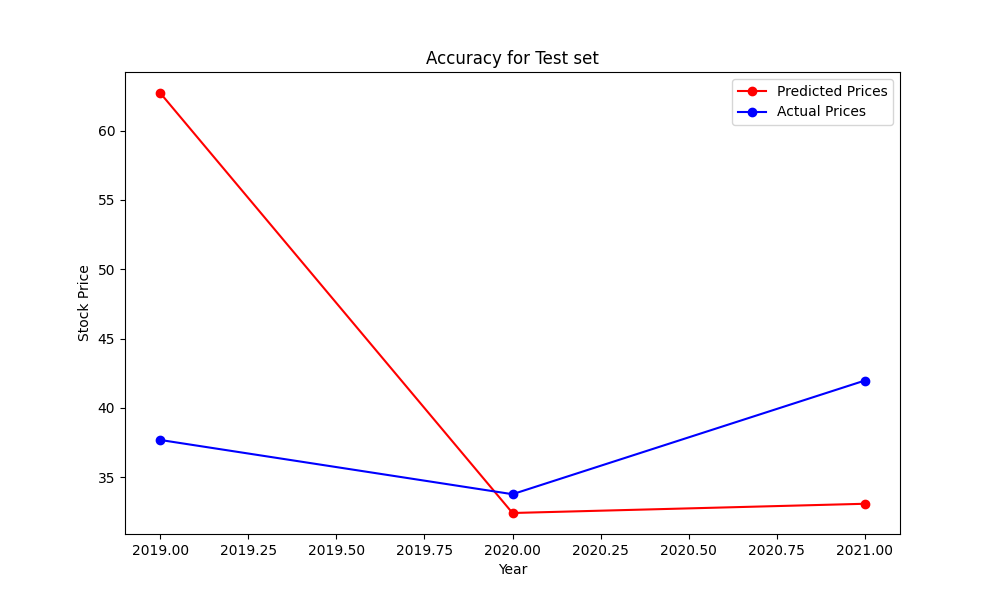 Accuracy for Test set
Predicted Prices
Actual Prices
60
55
50
45
40
35
Stock Price
2019.00 2019.25 2019.50 2019.75 2020.00 2020.25 2020.50 2020.75 2021.00
Year